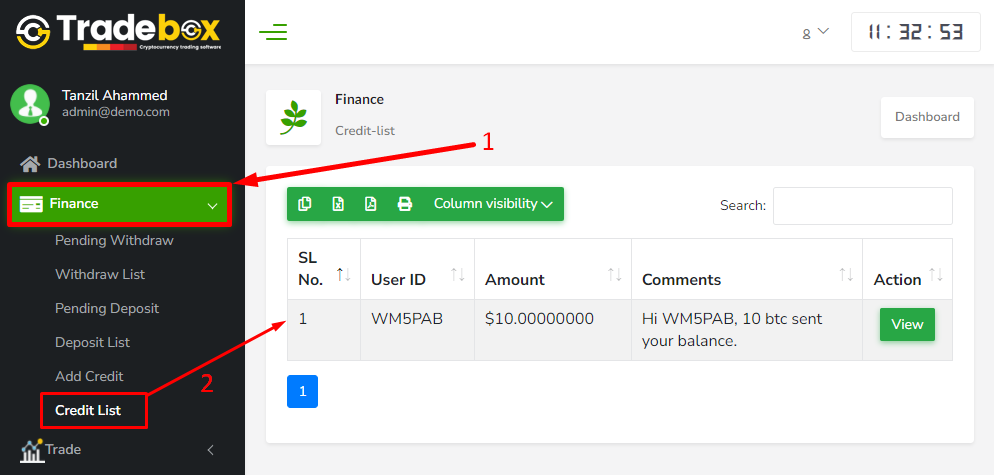 Tradebox
Cryptocurrency trading software
11:32:53
Tanzil Ahammed
admin@demo.com
Dashboard
Finance
Pending Withdraw
Withdraw List
Pending Deposit
Deposit List
Add Credit
Credit List
Trade
1
2
Finance
Credit-list
Dashboard
Column visibility
Search:
SL No.
User ID
Amount
Comments
Action
1
WM5PAB
$10.00000000
Hi WM5PAB, 10 btc sent
your balance.
View
1